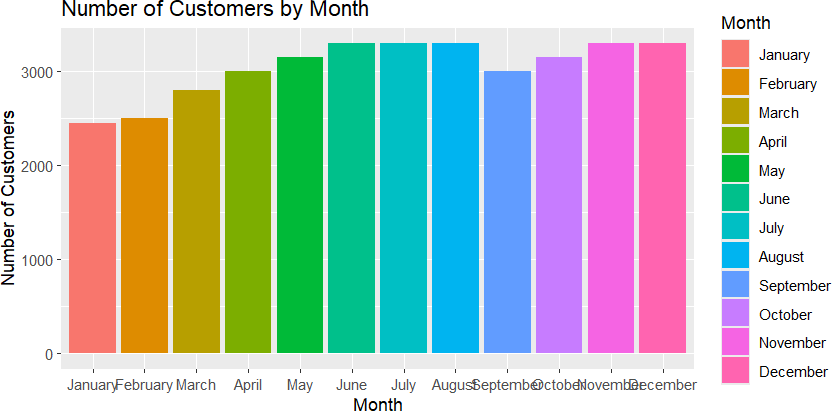 Number of Customers by Month
Number of Customers
3000
2000
1000
0
January February March April May June July August September October November December
Month
Month
January
February
March
April
May
June
July
August
September
October
November
December